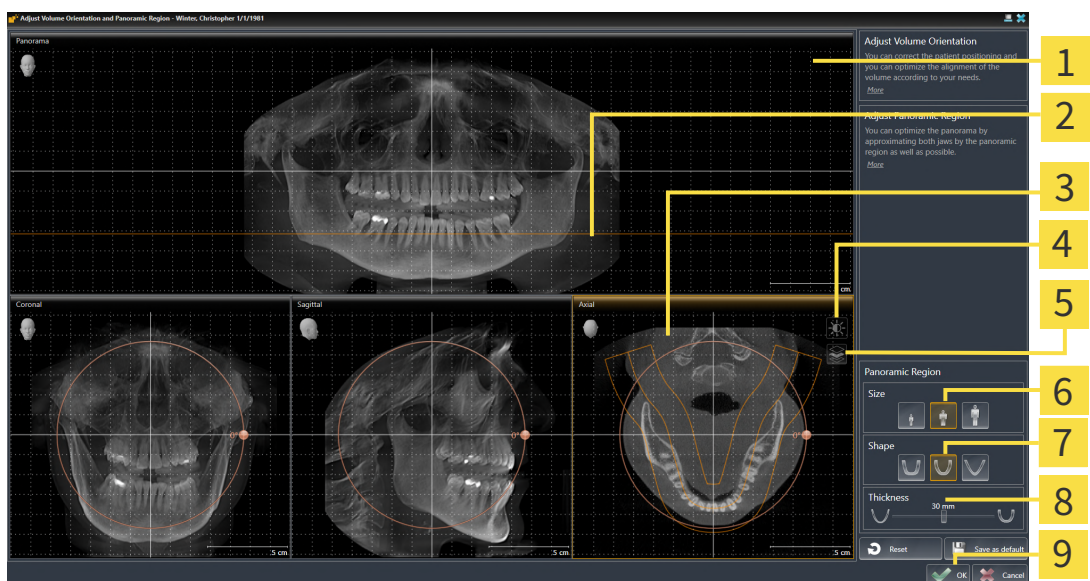 Adjust Volume Orientation and Panoramic Region - Winter, Christopher 1/1/1981
Panorama
cm
Coronal
0°
.5 cm
Sagittal
0°
.5 cm
Axial
0°
.5 cm
Adjust Volume Orientation
You can correct the patient positioning and
you can optimize the alignment of the
volume according to your needs.
More
Adjust Panoramic Region
You can optimize the panorama by
approximating both jaws by the panoramic
region as well as possible.
More
Panoramic Region
Size
Shape
Thickness
30 mm
Reset
Save as default
OK
Cancel
1
2
3
4
5
6
7
8
9